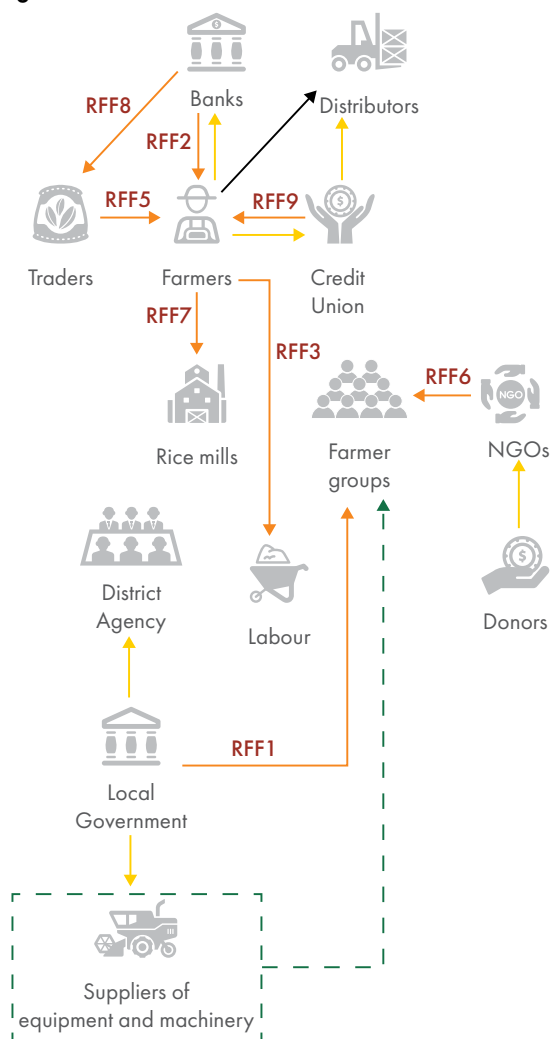 Banks
Distributors
RFF8
RFF2
RFF5
RFF9
Traders
Farmers
Credit
Union
RFF7
RFF3
RFF6
NGO
Rice mills
Farmer
groups
NGOs
District
Agency
Labour
Donors
RFF1
Local
Government
Suppliers of
equipment and machinery